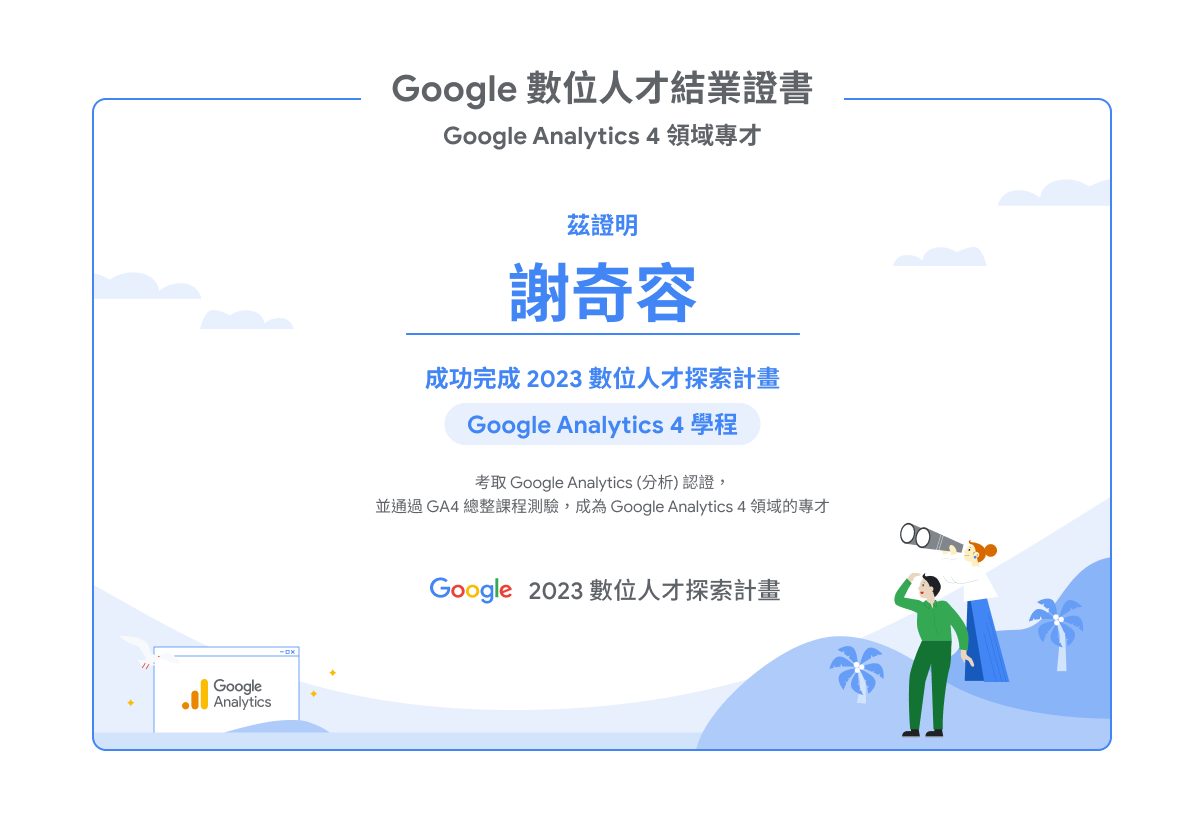 Google 數位人才結業證書
Google Analytics 4 領域專才
茲證明
謝奇容
成功完成 2023 數位人才探索計畫
Google Analytics 4 學程
考取 Google Analytics (分析) 認證，
並通過 GA4 總整課程測驗，成為 Google Analytics 4 領域的專才
Google 2023 數位人才探索計畫
Google
Analytics